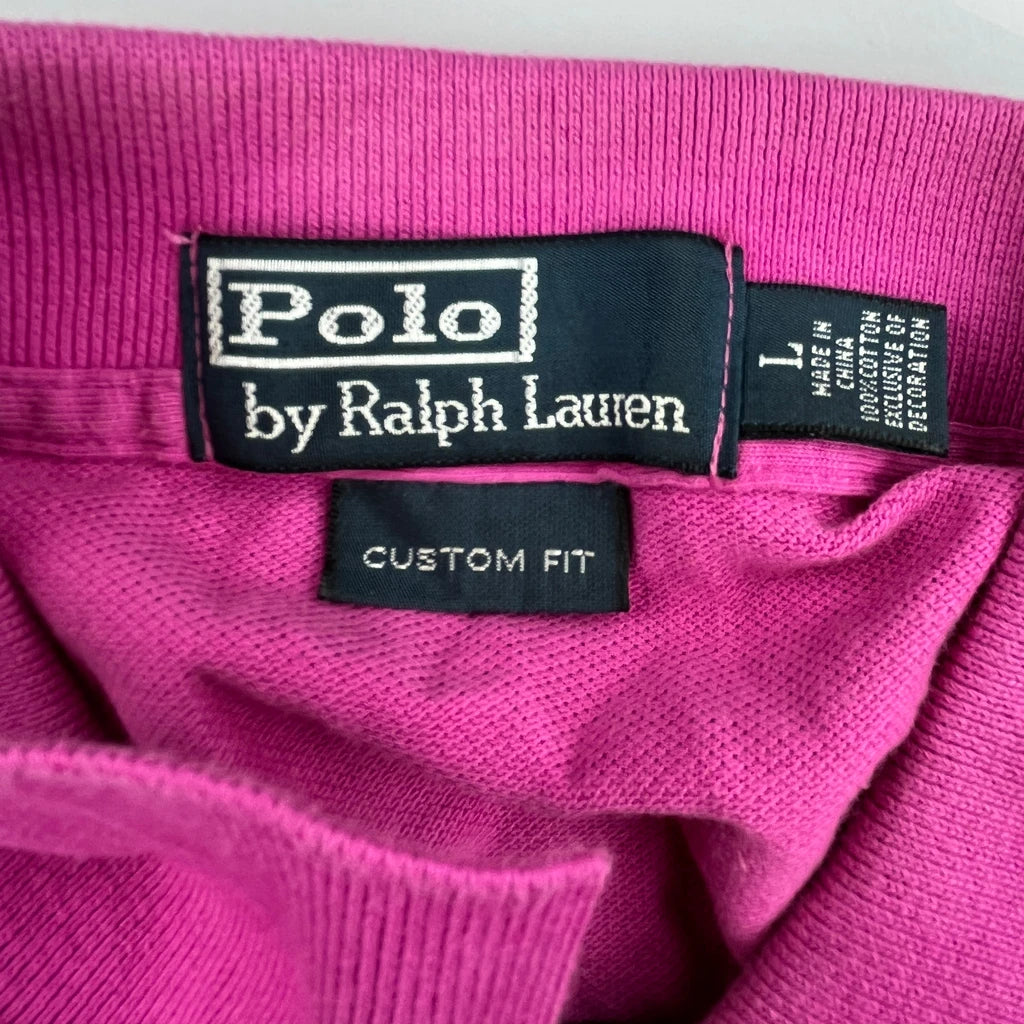 Polo
by Ralph Lauren
L
MADE IN
CHINA
100%COTTON
EXCLUSIVE OF
DECORATION
CUSTOM FIT